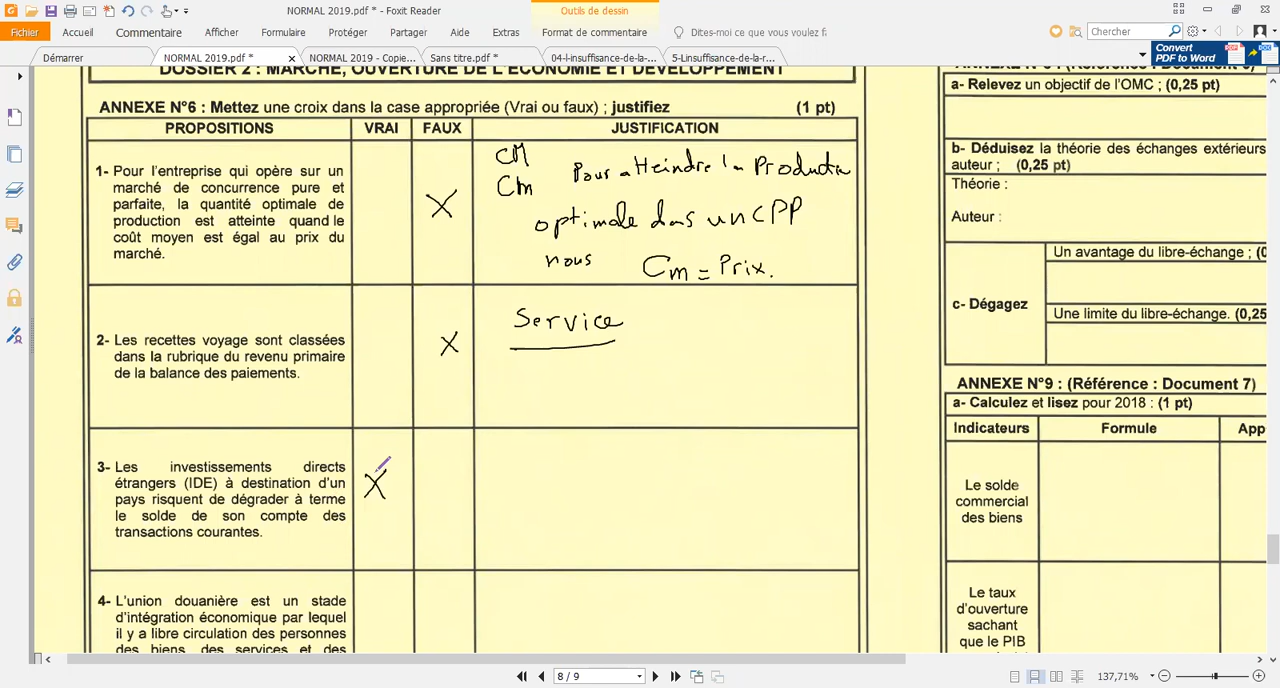 NORMAL 2019.pdf * - Foxit Reader
Outils de dessin
Fichier
Accueil
Commentaire
Afficher
Formulaire
Protéger
Partager
Aide
Extras
Format de commentaire
Dites-moi ce que vous voulez f
Chercher
Démarrer
NORMAL 2019.pdf *
NORMAL 2019 - Copie...
Sans titre.pdf *
04-l-insuffisance-de-la-...
5-Linsuffisance-de-la-r...
Convert
PDF to Word
DOSSIER 2 : MARCHE, OUVERTURE DE L'ECONOMIE ET DEVELOPPEMENT
ANNEXE N°6 : Mettez une croix dans la case appropriée (Vrai ou faux) ; justifiez (1 pt)
PROPOSITIONS
VRAI
FAUX
JUSTIFICATION
1- Pour l'entreprise qui opère sur un
marché de concurrence pure et
parfaite, la quantité optimale de
production est atteinte quand le
coût moyen est égal au prix du
marché.
X
CM
Cm
Pour atteindre la Production
optimale dans un CPP
nous
Cm = Prix.
2- Les recettes voyage sont classées
dans la rubrique du revenu primaire
de la balance des paiements.
X
Service
3- Les investissements directs
étrangers (IDE) à destination d'un
pays risquent de dégrader à terme
le solde de son compte des
transactions courantes.
X
4- L'union douanière est un stade
d'intégration économique par lequel
il y a libre circulation des personnes
des biens, des services et des
a- Relevez un objectif de l'OMC ; (0,25 pt)
b- Déduisez la théorie des échanges extérieurs
auteur ; (0,25 pt)
Théorie :
Auteur :
c- Dégagez
Un avantage du libre-échange ; (0
Une limite du libre-échange. (0,25
ANNEXE N°9 : (Référence : Document 7)
a- Calculez et lisez pour 2018 : (1 pt)
Indicateurs
Formule
App
Le solde
commercial
des biens
Le taux
d'ouverture
sachant
que le PIB
8 / 9
137,71%